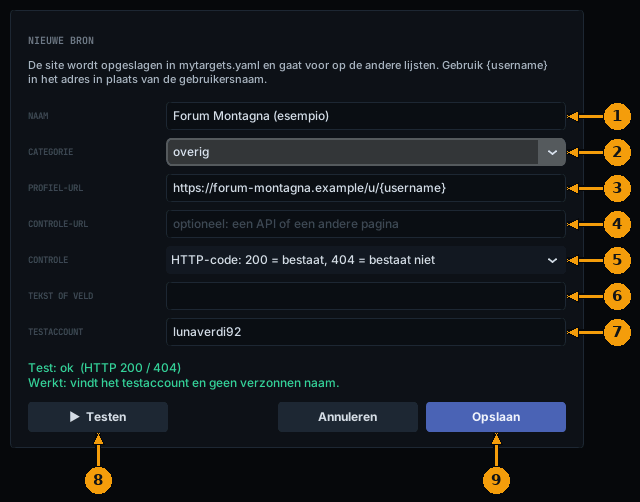 NIEUWE BRON
De site wordt opgeslagen in mytargets.yaml en gaat voor op de andere lijsten. Gebruik {username}
in het adres in plaats van de gebruikersnaam.
NAAM Forum Montagna (esempio) 1
CATEGORIE overig 2
PROFIEL-URL https://forum-montagna.example/u/{username} 3
CONTROLE-URL optioneel: een API of een andere pagina 4
CONTROLE HTTP-code: 200 = bestaat, 404 = bestaat niet 5
TEKST OF VELD 6
TESTACCOUNT lunaverdi92 7
Test: ok (HTTP 200 / 404)
Werkt: vindt het testaccount en geen verzonnen naam.
▶ Testen Annuleren Opslaan
8 9